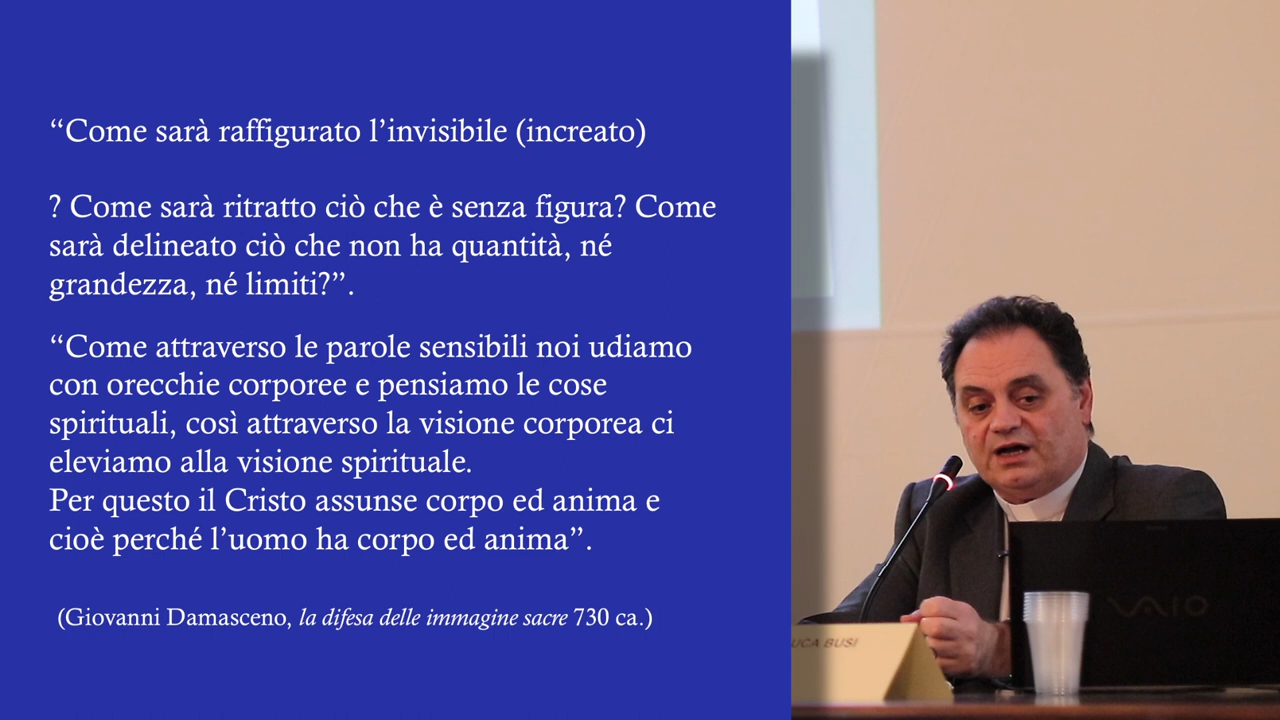 “Come sarà raffigurato l’invisibile (increato)
? Come sarà ritratto ciò che è senza figura? Come
sarà delineato ciò che non ha quantità, né
grandezza, né limiti?”.
“Come attraverso le parole sensibili noi udiamo
con orecchie corporee e pensiamo le cose
spirituali, così attraverso la visione corporea ci
eleviamo alla visione spirituale.
Per questo il Cristo assunse corpo ed anima e
cioè perché l’uomo ha corpo ed anima”.
(Giovanni Damasceno, la difesa delle immagine sacre 730 ca.)
UCA BUSI
VAIO